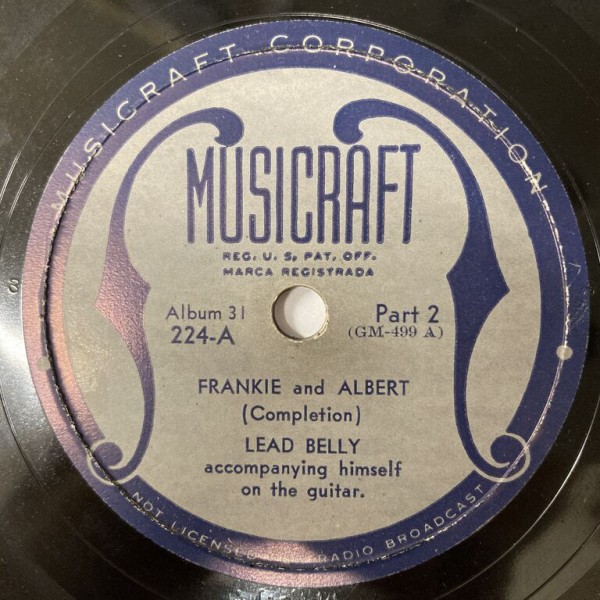 MUSICRAFT CORPORATION
MUSICRAFT
REG. U. S. PAT. OFF.
MARCA REGISTRADA
Album 31
224-A
Part 2
(GM-499 A)
FRANKIE and ALBERT
(Completion)
LEAD BELLY
accompanying himself
on the guitar.
NOT LICENSED RADIO BROADCAST